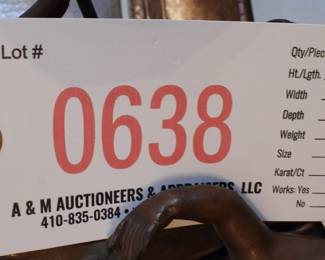 Lot #
0638
A & M AUCTIONEERS & APPRAISERS, LLC
410-835-0384 •
Qty/Piec
Ht./Lgth.
Width
Depth
Weight
Size
Karat/Ct
Works: Yes
No